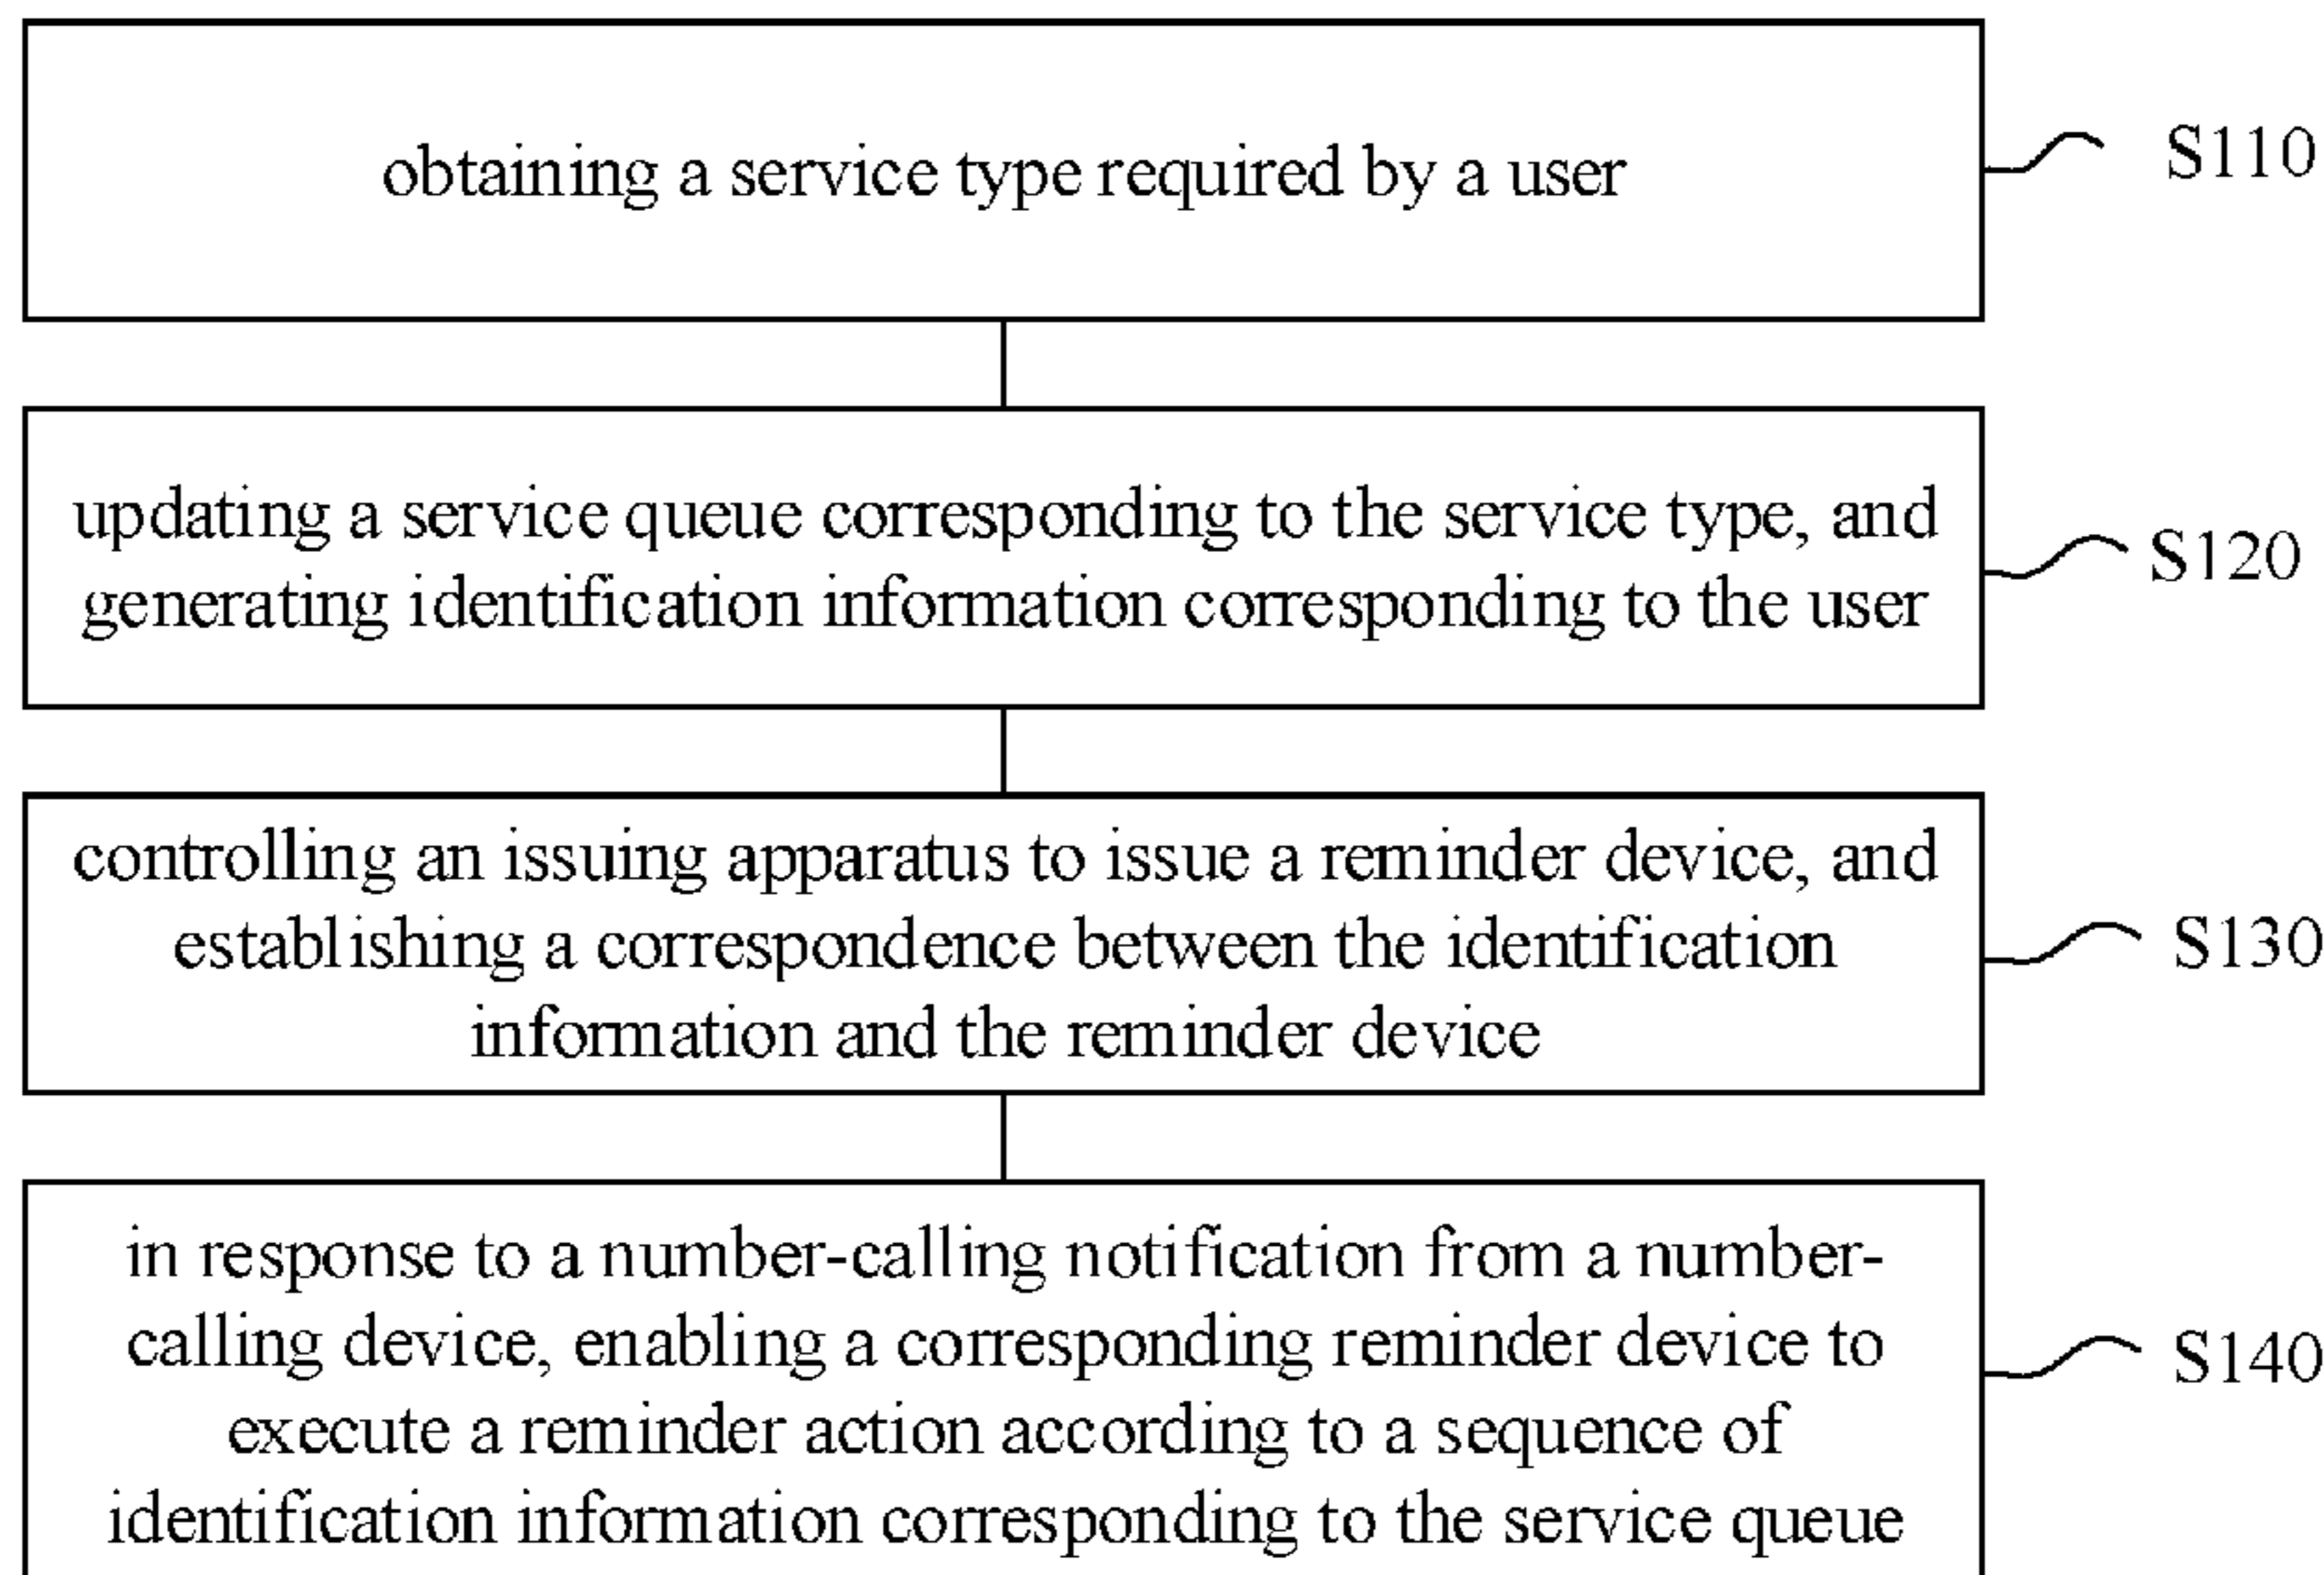 obtaining a service type required by a user
S110
updating a service queue corresponding to the service type, and
generating identification information corresponding to the user
S120
controlling an issuing apparatus to issue a reminder device, and
establishing a correspondence between the identification
information and the reminder device
S130
in response to a number-calling notification from a number-
calling device, enabling a corresponding reminder device to
execute a reminder action according to a sequence of
identification information corresponding to the service queue
S140